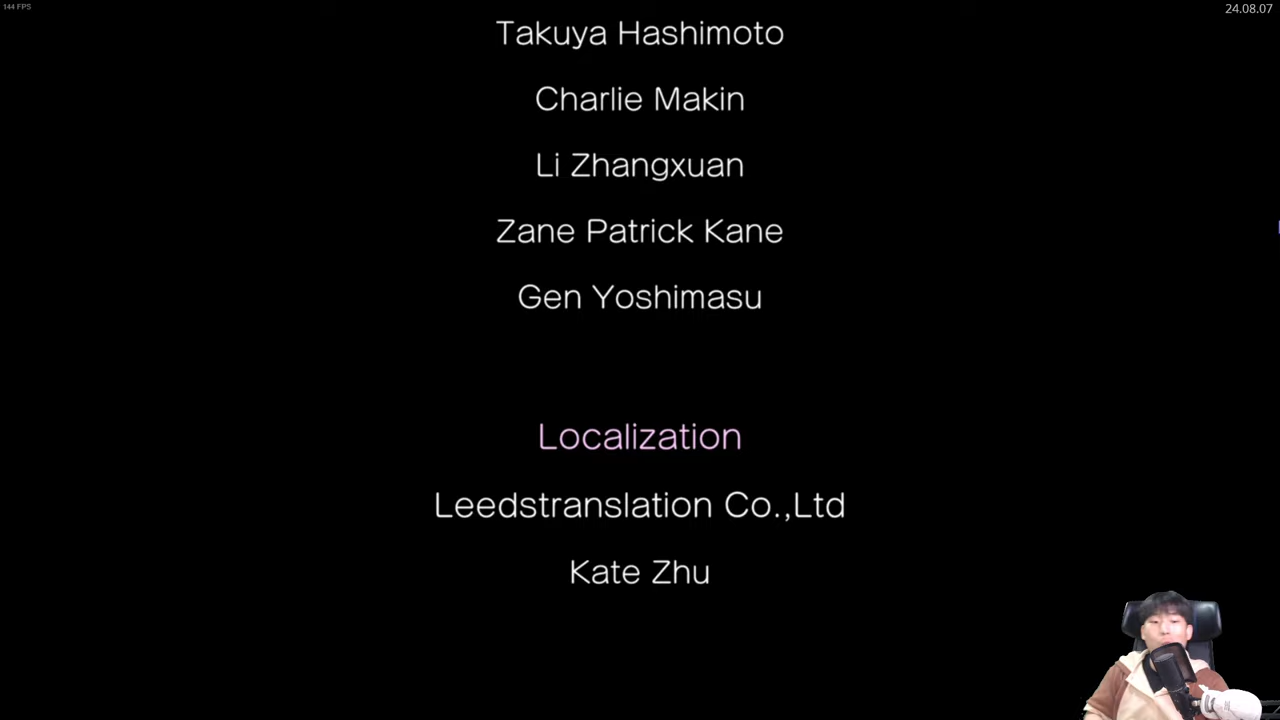 144 FPS
24.08.07
Takuya Hashimoto
Charlie Makin
Li Zhangxuan
Zane Patrick Kane
Gen Yoshimasu
Localization
Leedstranslation Co.,Ltd
Kate Zhu